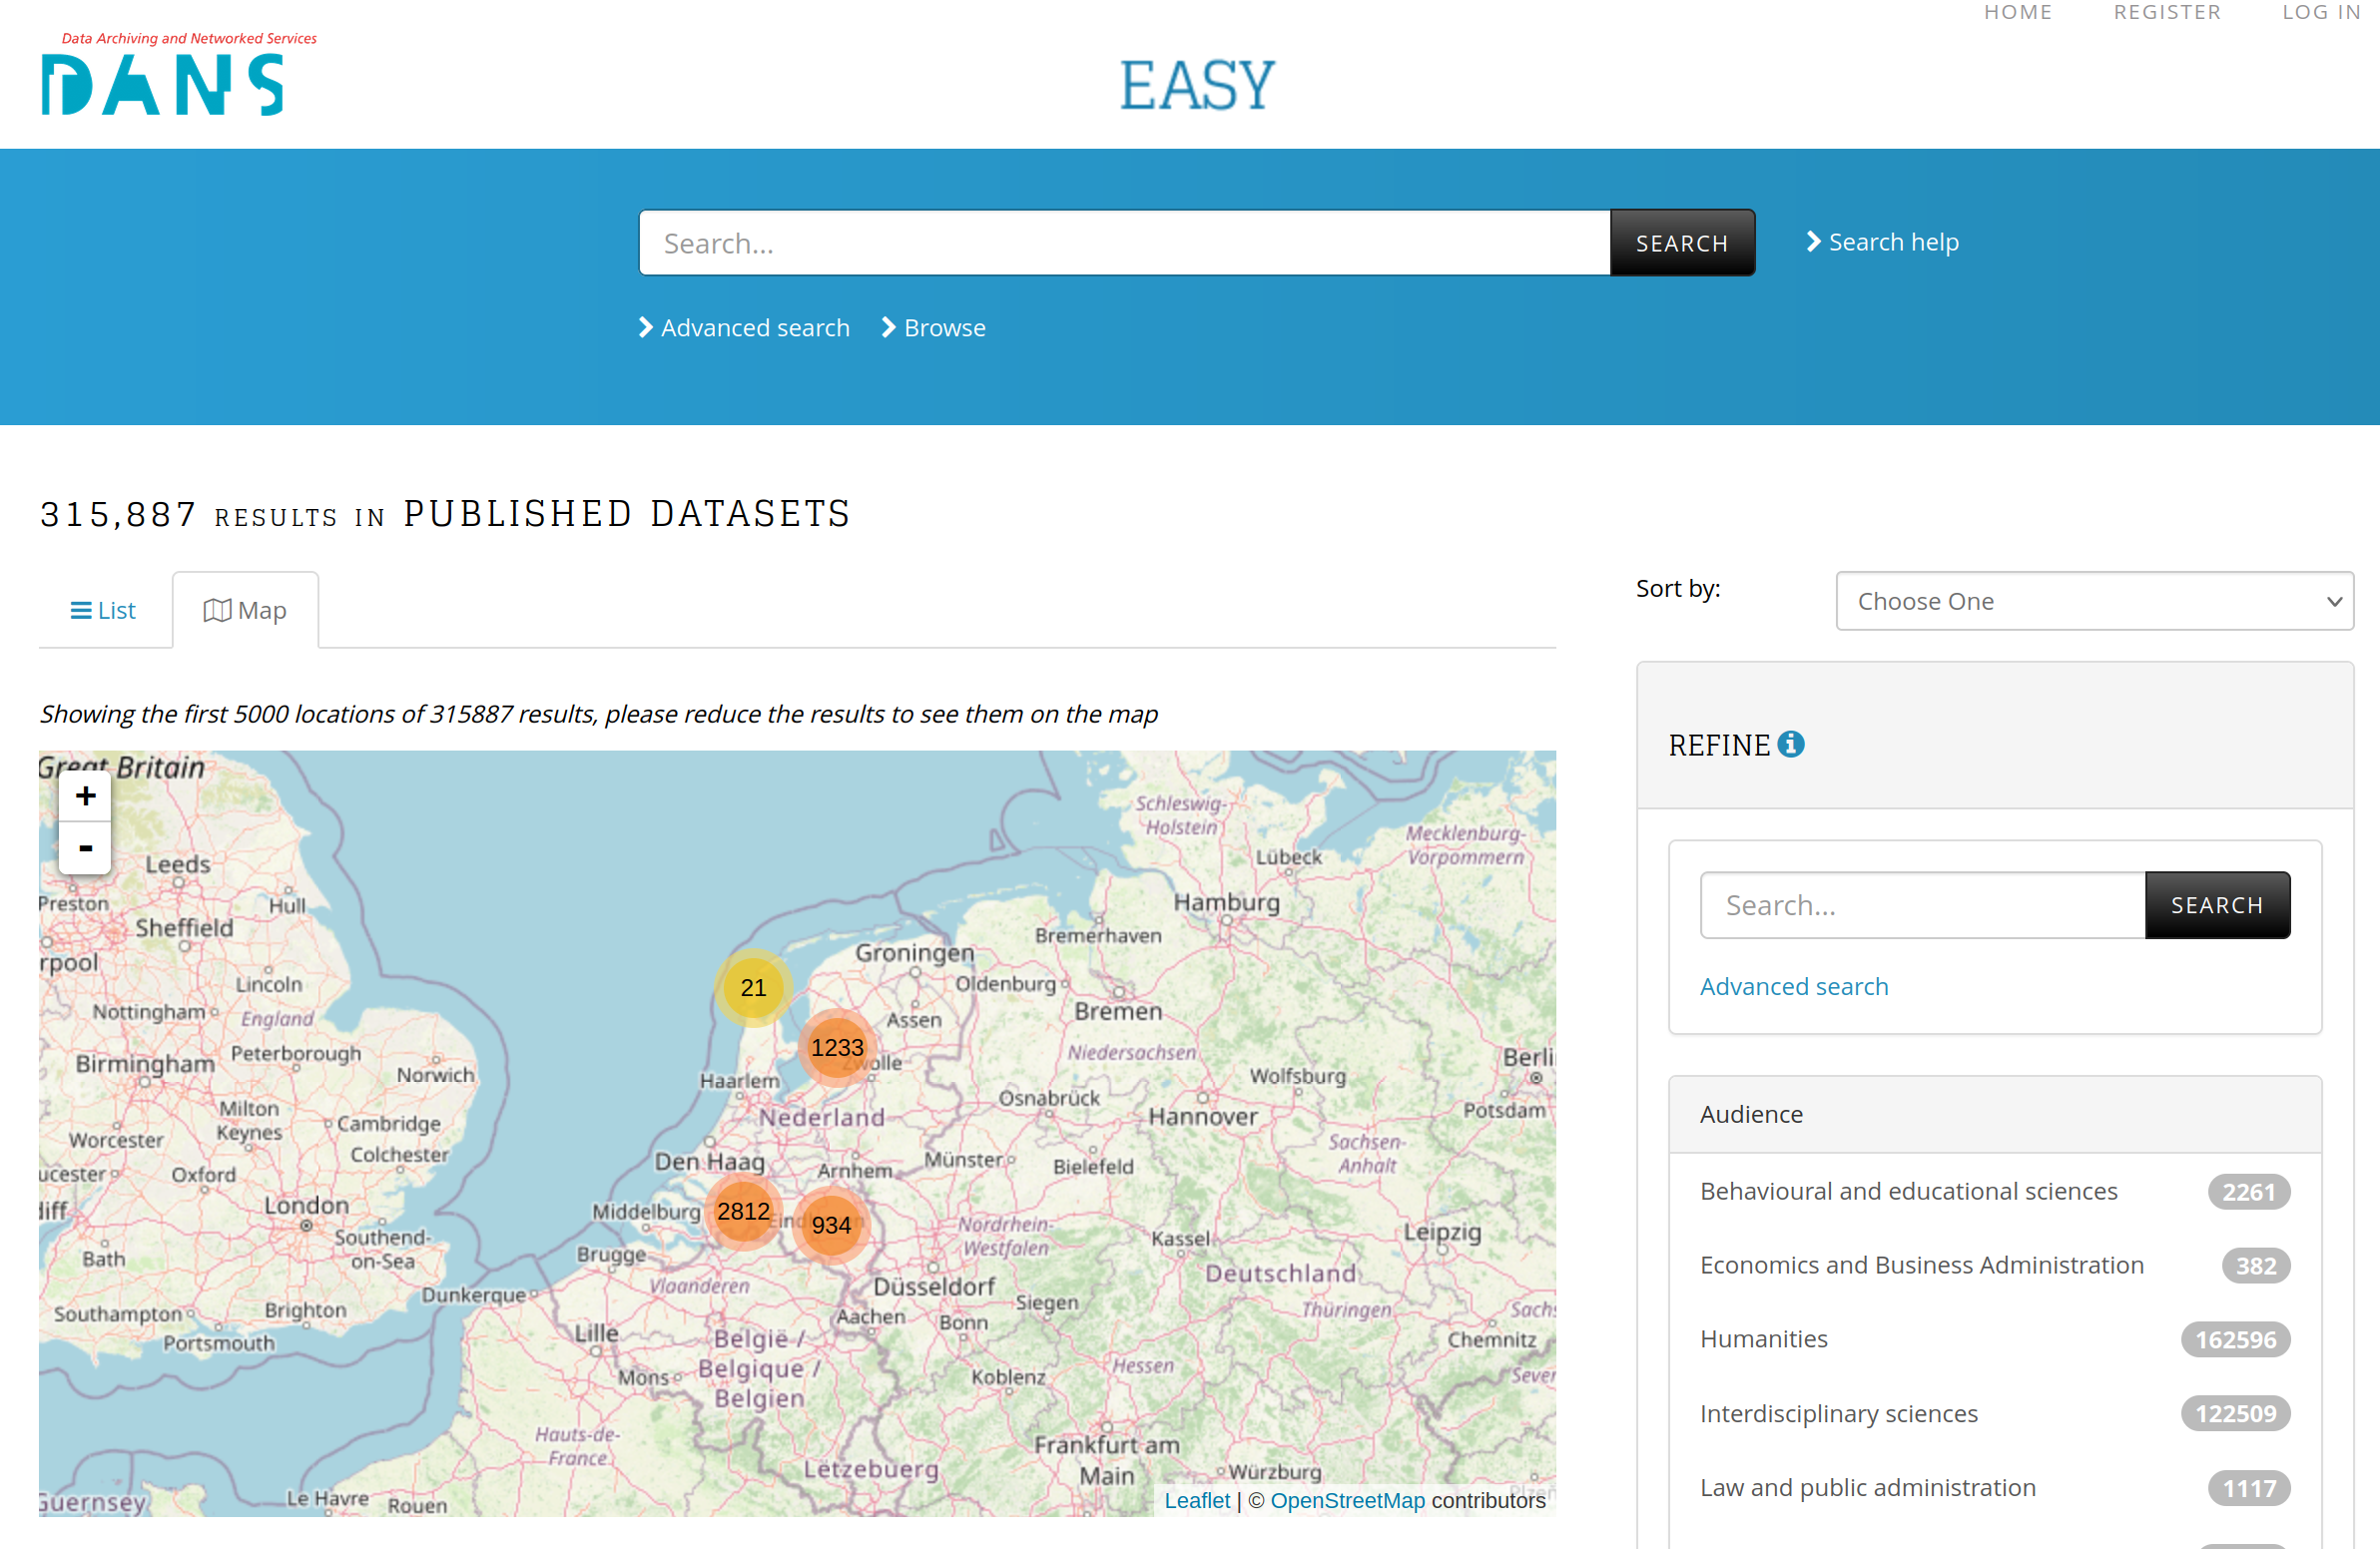 HOME REGISTER LOG IN
Data Archiving and Networked Services
DANS
EASY
Search...
SEARCH
Search help
Advanced search
Browse
315,887 RESULTS IN PUBLISHED DATASETS
List
Map
Sort by:
Choose One
Showing the first 5000 locations of 315887 results, please reduce the results to see them on the map
Great Britain
+
-
Leeds
Preston
Hull
Sheffield
rpool
Lincoln
Nottingham
England
Birmingham
Peterborough
Norwich
Milton
Keynes
Cambridge
Worcester
Colchester
ucester
Oxford
London
iff
Southend-
on-Sea
Bath
Southampton
Brighton
Portsmouth
Dunkerque
Guernsey
Le Havre
Rouen
Schleswig-
Holstein
Mecklenburg-
Vorpommern
Lübeck
Hamburg
Bremerhaven
Groningen
Oldenburg
21
Bremen
Assen
1233
Niedersachsen
Berli
Haarlem
Wolfsburg
Osnabrück
Hannover
Potsdam
Nederland
Sachsen-
Anhalt
Den Haag
Arnhem
Münster
Bielefeld
Middelburg
2812
934
Nordrhein-
Westfalen
Kassel
Leipzig
Brugge
Vlaanderen
Düsseldorf
Deutschland
Siegen
Thüringen
Sachs
Aachen
Bonn
Lille
België /
Belgique /
Belgien
Chemnitz
Mons
Koblenz
Hessen
Sever
Hauts-de-
France
Frankfurt am
Main
Lëtzebuerg
Würzburg
Leaflet | © OpenStreetMap contributors
REFINE
Search...
SEARCH
Advanced search
Audience
Behavioural and educational sciences 2261
Economics and Business Administration 382
Humanities 162596
Interdisciplinary sciences 122509
Law and public administration 1117